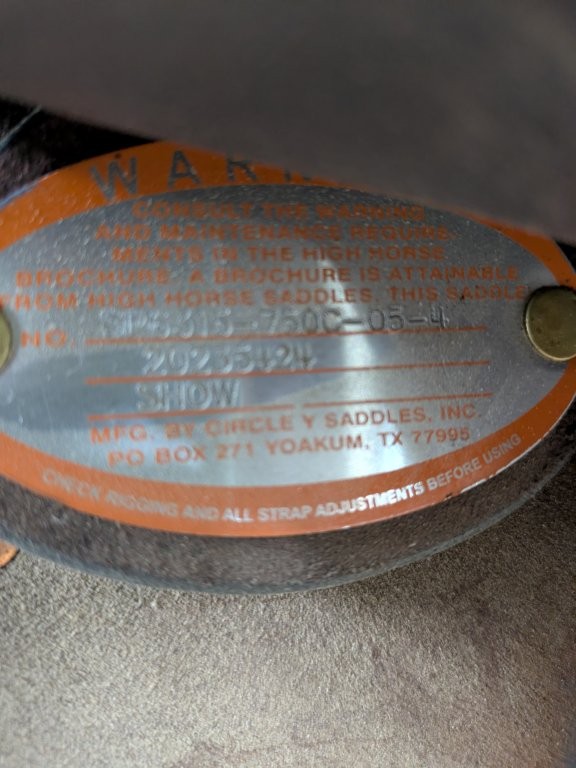 WAR
CONSULT THE WARNING
AND MAINTENANCE REQUIRE-
MENTS IN THE HIGH HORSE
BROCHURE. A BROCHURE IS ATTAINABLE
FROM HIGH HORSE SADDLES. THIS SADDLE
NO.
20235424
SHOW
MFG. BY CIRCLE Y SADDLES, INC.
PO BOX 271 YOAKUM, TX 77995
CHECK RIGGING AND ALL STRAP ADJUSTMENTS BEFORE USING